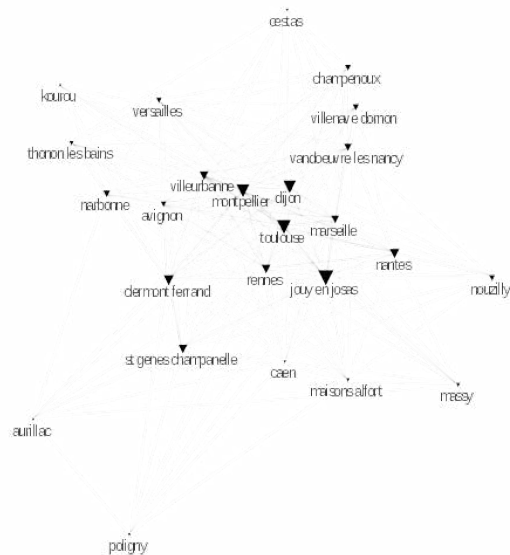 cestas
champenoux
kourou
versailles
villenave dornon
thonon les bains
vandoeuvre les nancy
villeurbanne
montpellier
dijon
narbonne
avignon
marseille
toulouse
nantes
rennes
clermont ferrand
jouy en josas
nouzilly
st genes champanelle
caen
maisons alfort
massy
aurillac
poligny